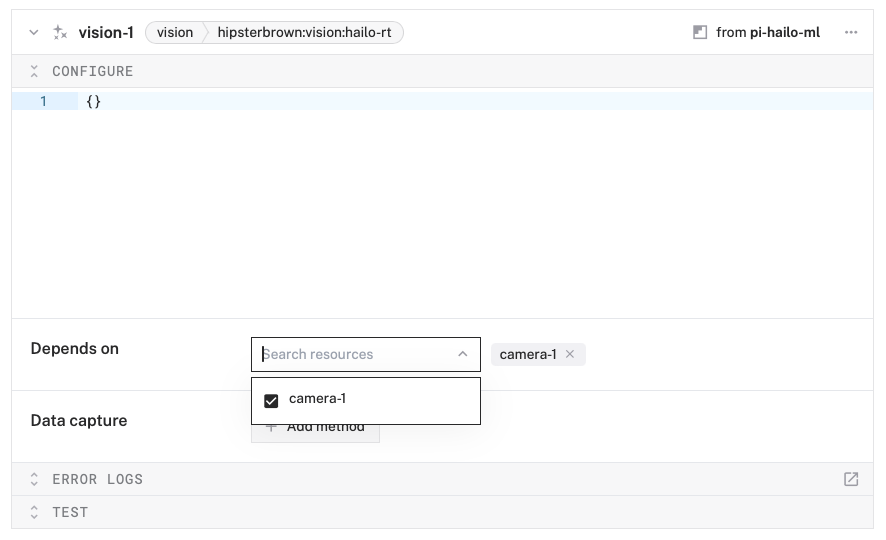 vision-1 vision hipsterbrown:vision:hailo-rt from pi-hailo-ml
CONFIGURE
1 {}
Depends on Search resources camera-1
camera-1
Data capture Add method
ERROR LOGS
TEST